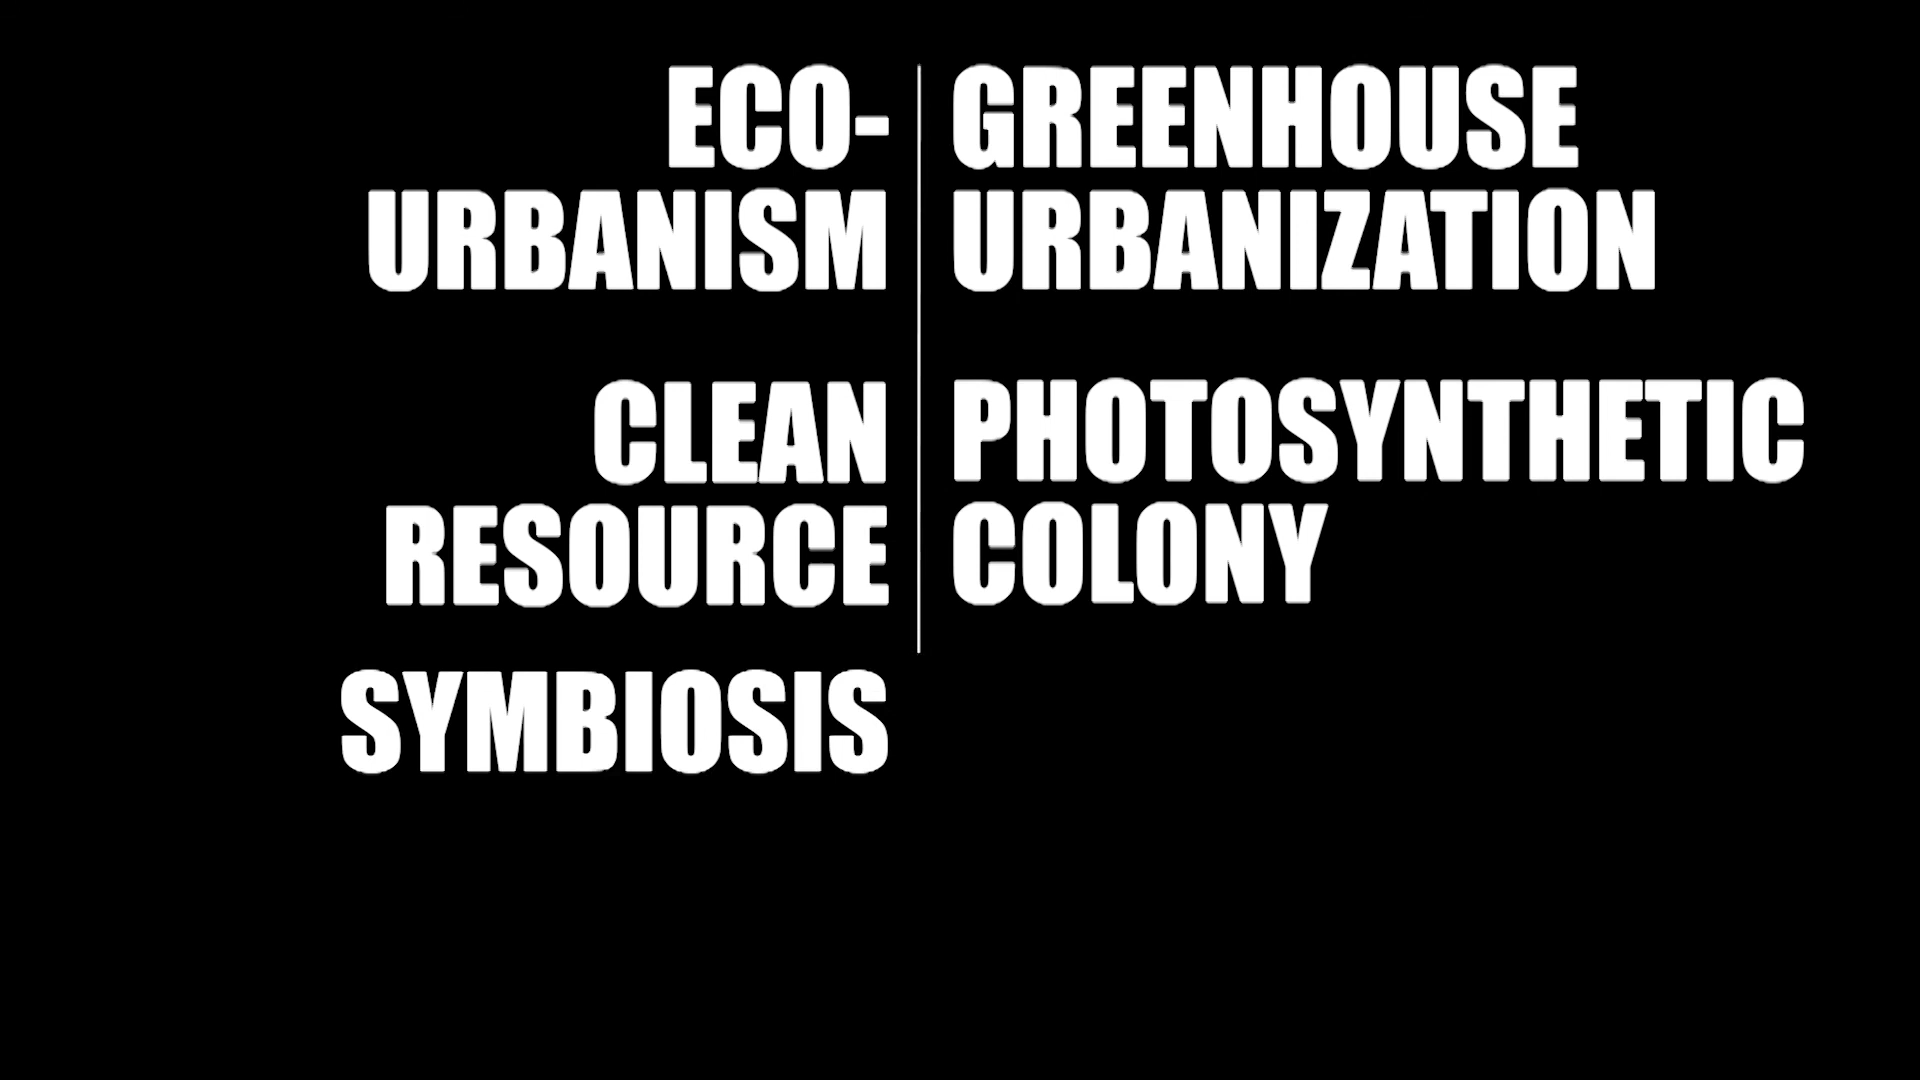 ECO-
URBANISM
CLEAN
RESOURCE
SYMBIOSIS
GREENHOUSE
URBANIZATION
PHOTOSYNTHETIC
COLONY